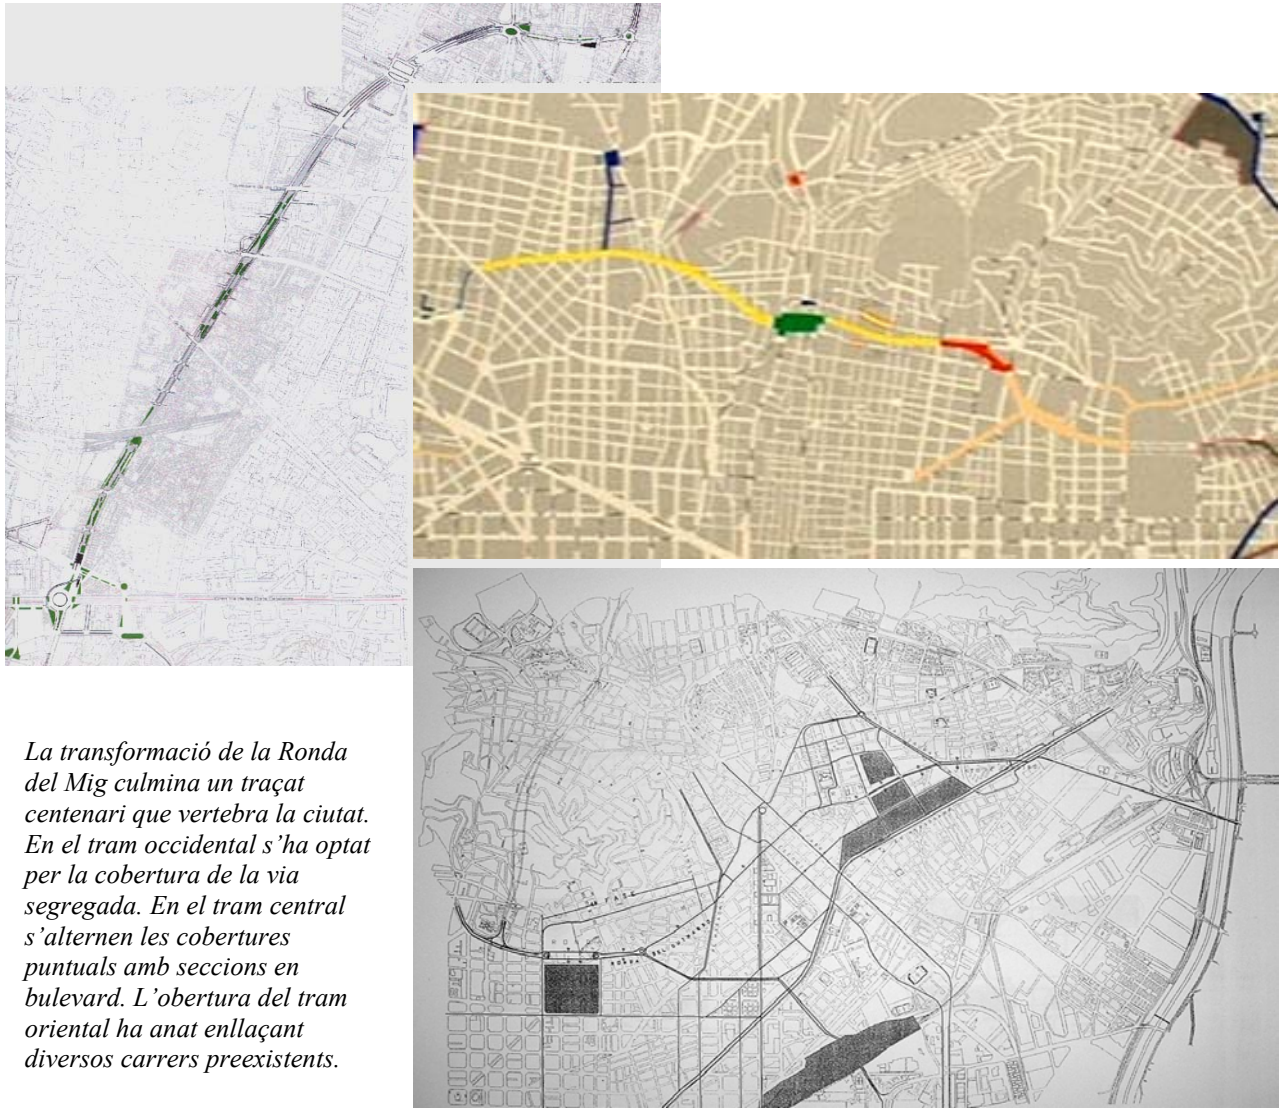 La transformació de la Ronda
del Mig culmina un traçat
centenari que vertebra la ciutat.
En el tram occidental s’ha optat
per la cobertura de la via
segregada. En el tram central
s’alternen les cobertures
puntuals amb seccions en
bulevard. L’obertura del tram
oriental ha anat enllaçant
diversos carrers preexistents.